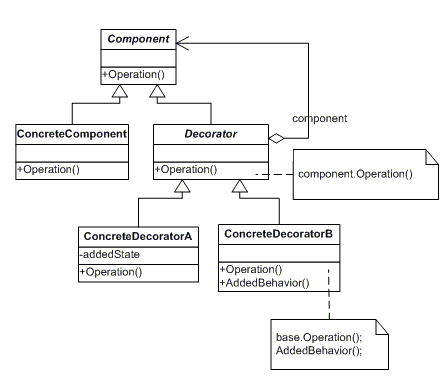 Component
+Operation()
component
ConcreteComponent
+Operation()
Decorator
+Operation()
component.Operation()
ConcreteDecoratorA
-addedState
+Operation()
ConcreteDecoratorB
+Operation()
+AddedBehavior()
base.Operation();
AddedBehavior();